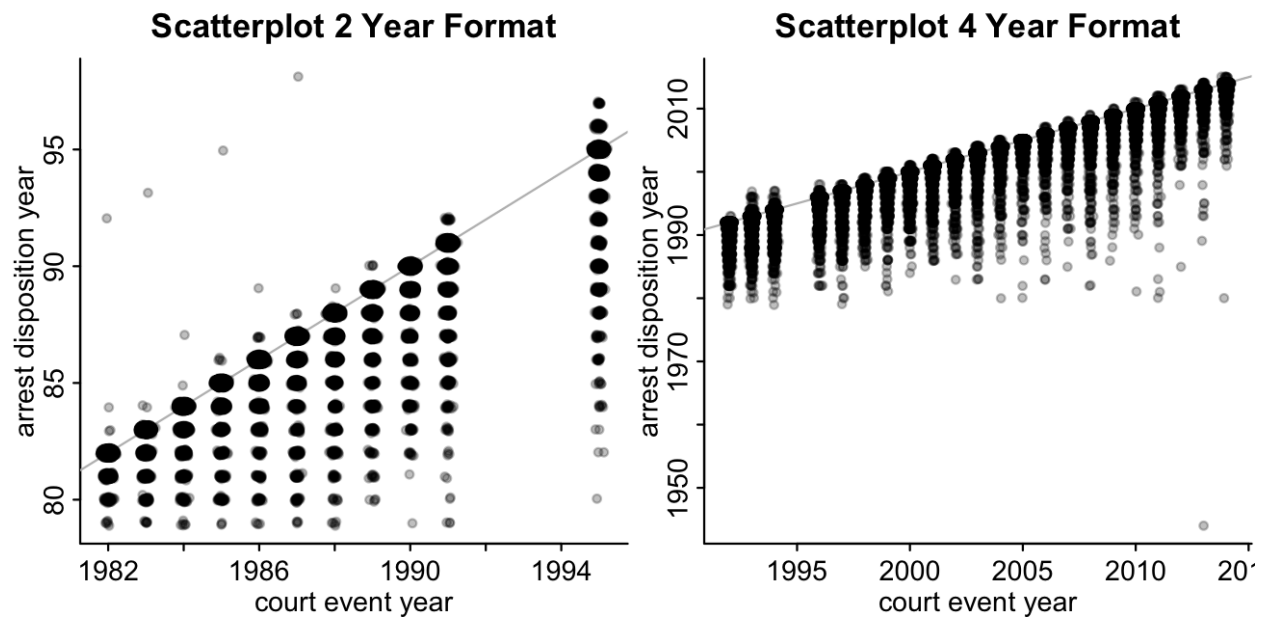 Scatterplot 2 Year Format
arrest disposition year
95
90
85
80
1982 1986 1990 1994
court event year
Scatterplot 4 Year Format
arrest disposition year
2010
1990
1970
1950
1995 2000 2005 2010 201
court event year